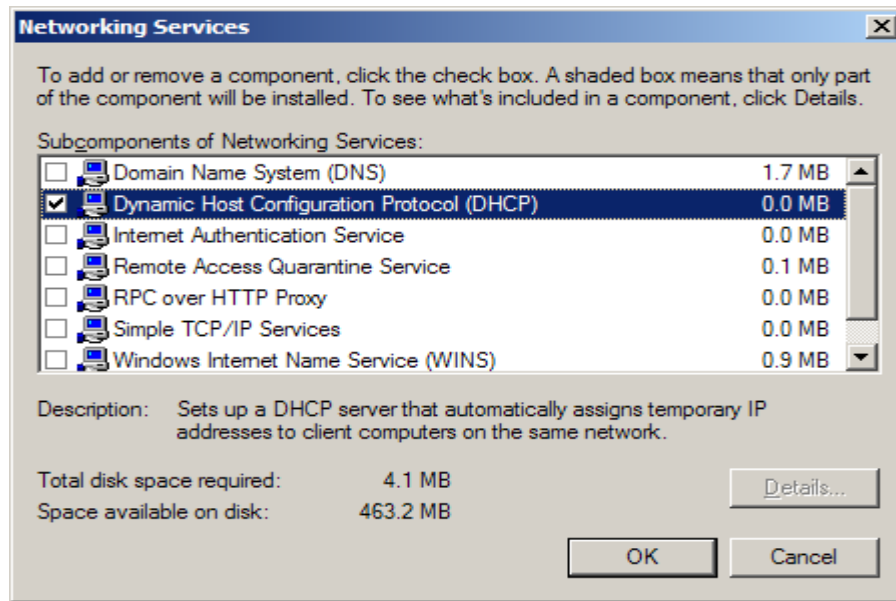 Networking Services
To add or remove a component, click the check box. A shaded box means that only part
of the component will be installed. To see what's included in a component, click Details.
Subcomponents of Networking Services:
Domain Name System (DNS) 1.7 MB
Dynamic Host Configuration Protocol (DHCP) 0.0 MB
Internet Authentication Service 0.0 MB
Remote Access Quarantine Service 0.1 MB
RPC over HTTP Proxy 0.0 MB
Simple TCP/IP Services 0.0 MB
Windows Internet Name Service (WINS) 0.9 MB
Description: Sets up a DHCP server that automatically assigns temporary IP
addresses to client computers on the same network.
Total disk space required: 4.1 MB
Space available on disk: 463.2 MB
Details...
OK Cancel